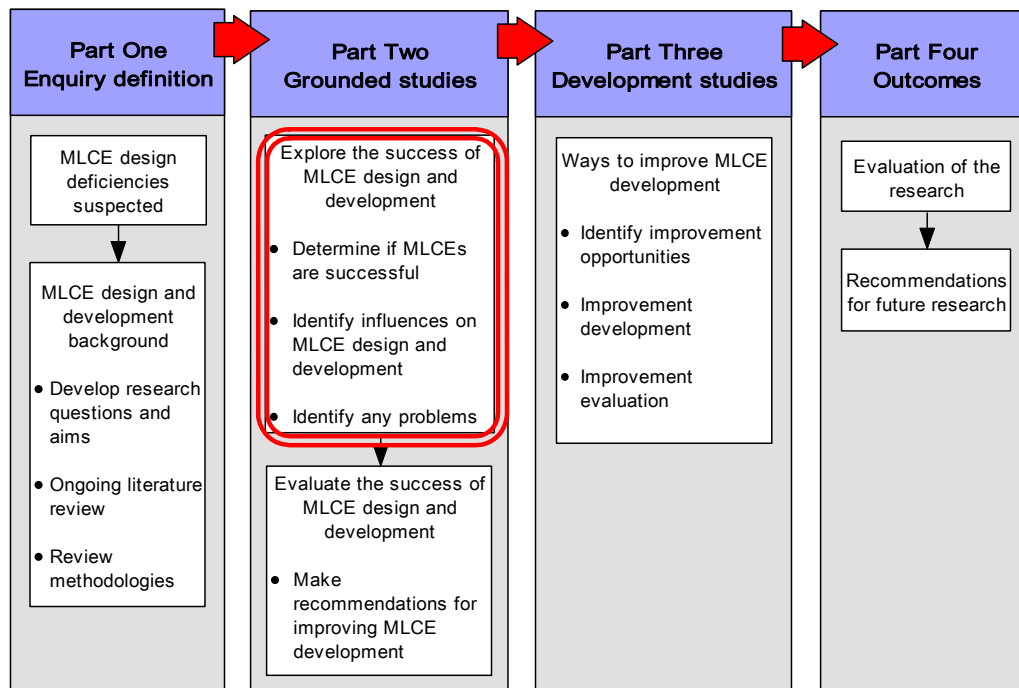 Part One
Enquiry definition
MLCE design
deficiencies
suspected
MLCE design and
development
background
• Develop research
questions and
aims
• Ongoing literature
review
• Review
methodologies
Part Two
Grounded studies
Explore the success of
MLCE design and
development
• Determine if MLCEs
are successful
• Identify influences on
MLCE design and
development
• Identify any problems
Evaluate the success of
MLCE design and
development
• Make
recommendations for
improving MLCE
development
Part Three
Development studies
Ways to improve MLCE
development
• Identify improvement
opportunities
• Improvement
development
• Improvement
evaluation
Part Four
Outcomes
Evaluation of the
research
Recommendations
for future research